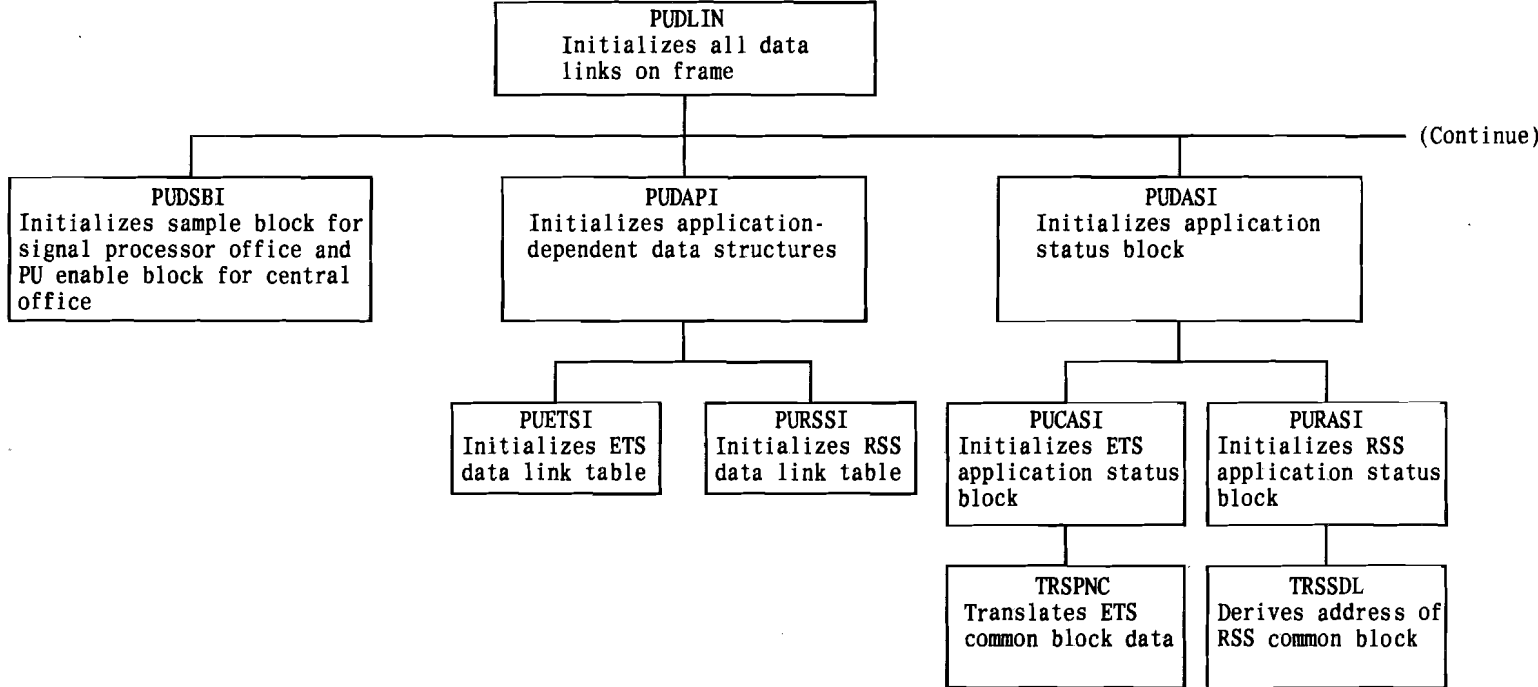 PUDLIN
Initializes all data
links on frame
(Continue)
PUDSBI
Initializes sample block for
signal processor office and
PU enable block for central
office
PUDAPI
Initializes application-
dependent data structures
PUDASI
Initializes application
status block
PUETSI
Initializes ETS
data link table
PURSSI
Initializes RSS
data link table
PUCASI
Initializes ETS
application status
block
PURASI
Initializes RSS
application status
block
TRSPNC
Translates ETS
common block data
TRSSDL
Derives address of
RSS common block